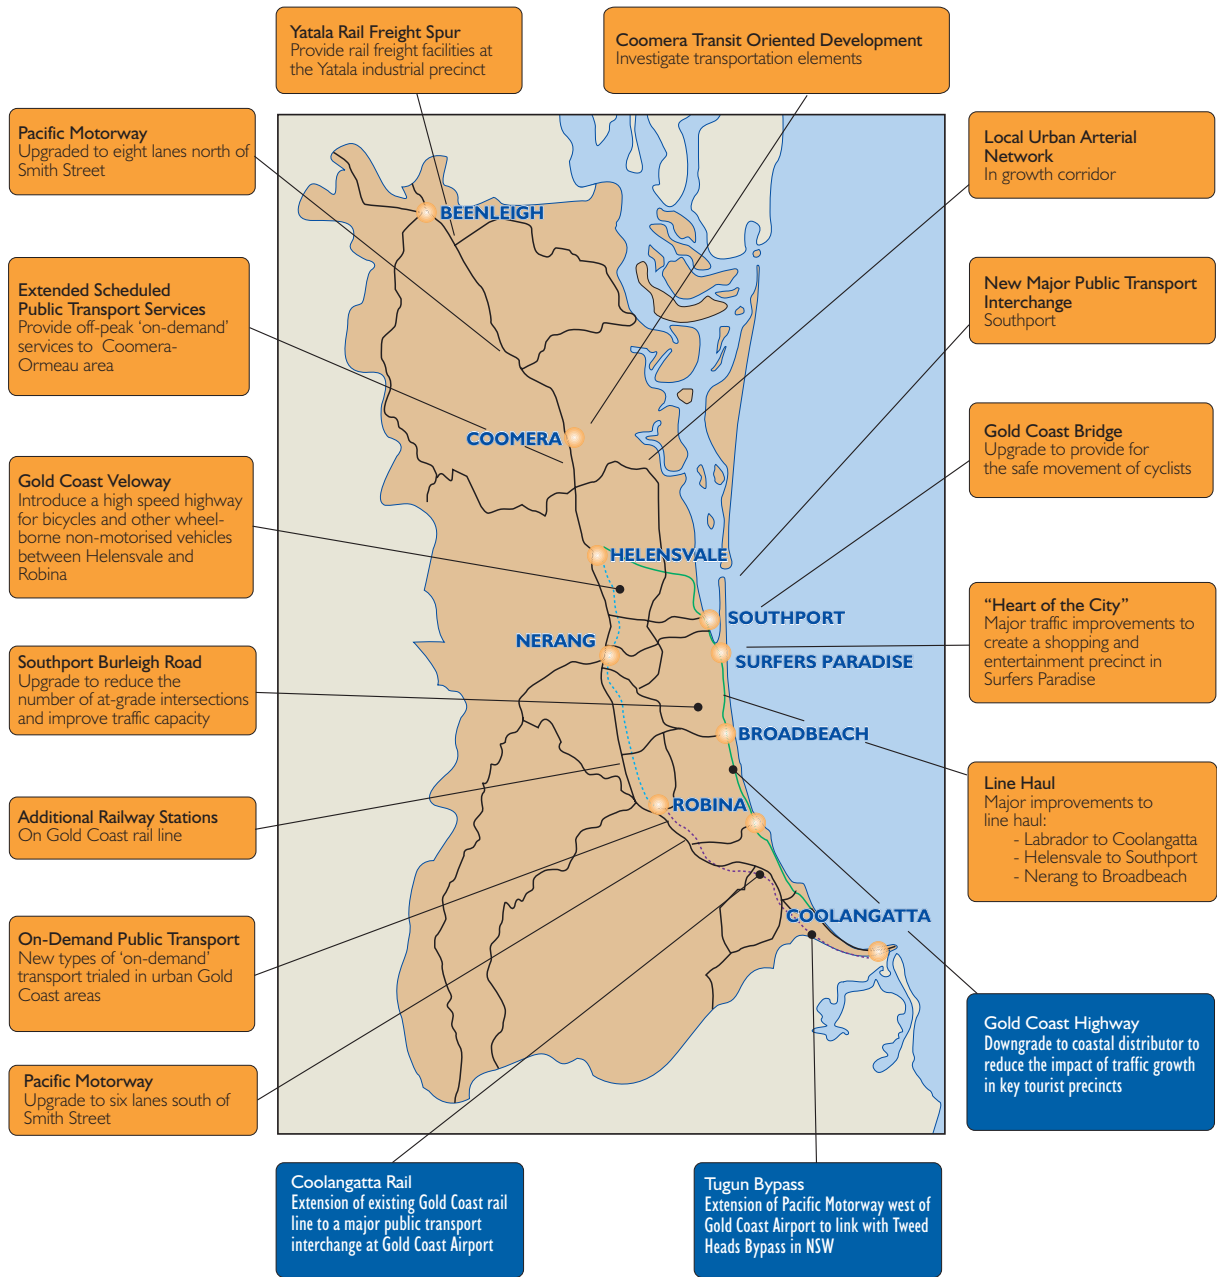 Yatala Rail Freight Spur
Provide rail freight facilities at
the Yatala industrial precinct
Coomera Transit Oriented Development
Investigate transportation elements
Pacific Motorway
Upgraded to eight lanes north of
Smith Street
Local Urban Arterial
Network
In growth corridor
Extended Scheduled
Public Transport Services
Provide off-peak ‘on-demand’
services to Coomera-
Ormeau area
New Major Public Transport
Interchange
Southport
Gold Coast Bridge
Upgrade to provide for
the safe movement of cyclists
Gold Coast Veloway
Introduce a high speed highway
for bicycles and other wheel-
borne non-motorised vehicles
between Helensvale and
Robina
“Heart of the City”
Major traffic improvements to
create a shopping and
entertainment precinct in
Surfers Paradise
Southport Burleigh Road
Upgrade to reduce the
number of at-grade intersections
and improve traffic capacity
Line Haul
Major improvements to
line haul:
- Labrador to Coolangatta
- Helensvale to Southport
- Nerang to Broadbeach
Additional Railway Stations
On Gold Coast rail line
On-Demand Public Transport
New types of ‘on-demand’
transport trialed in urban Gold
Coast areas
Gold Coast Highway
Downgrade to coastal distributor to
reduce the impact of traffic growth
in key tourist precincts
Pacific Motorway
Upgrade to six lanes south of
Smith Street
Coolangatta Rail
Extension of existing Gold Coast rail
line to a major public transport
interchange at Gold Coast Airport
Tugun Bypass
Extension of Pacific Motorway west of
Gold Coast Airport to link with Tweed
Heads Bypass in NSW
BEENLEIGH
COOMERA
HELENSVALE
SOUTHPORT
NERANG
SURFERS PARADISE
BROADBEACH
ROBINA
COOLANGATTA